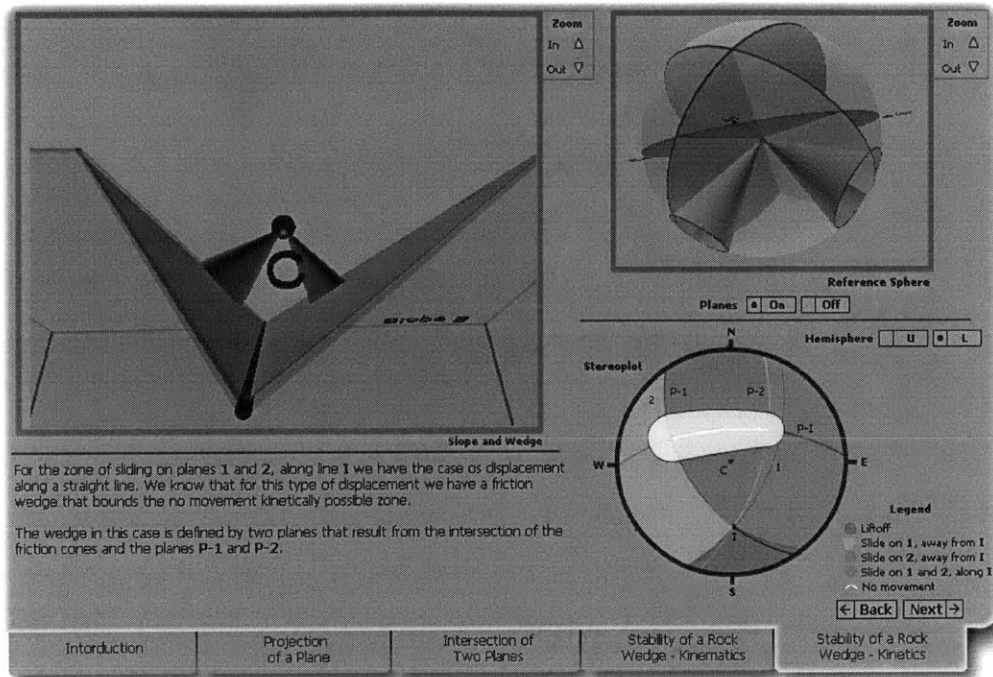 Zoom
In
Out
Slope and Wedge
Zoom
In
Out
Reference Sphere
Planes On Off
Hemisphere U L
Stereoplot
N
P-1
P-2
2
P-I
W
E
C
1
I
S
Legend
Liftoff
Slide on 1, away from I
Slide on 2, away from I
Slide on 1 and 2, along I
No movement
For the zone of sliding on planes 1 and 2, along line I we have the case os displacement
along a straight line. We know that for this type of displacement we have a friction
wedge that bounds the no movement kinetically possible zone.
The wedge in this case is defined by two planes that result from the intersection of the
friction cones and the planes P-1 and P-2.
← Back Next →
Intorduction
Projection
of a Plane
Intersection of
Two Planes
Stability of a Rock
Wedge - Kinematics
Stability of a Rock
Wedge - Kinetics